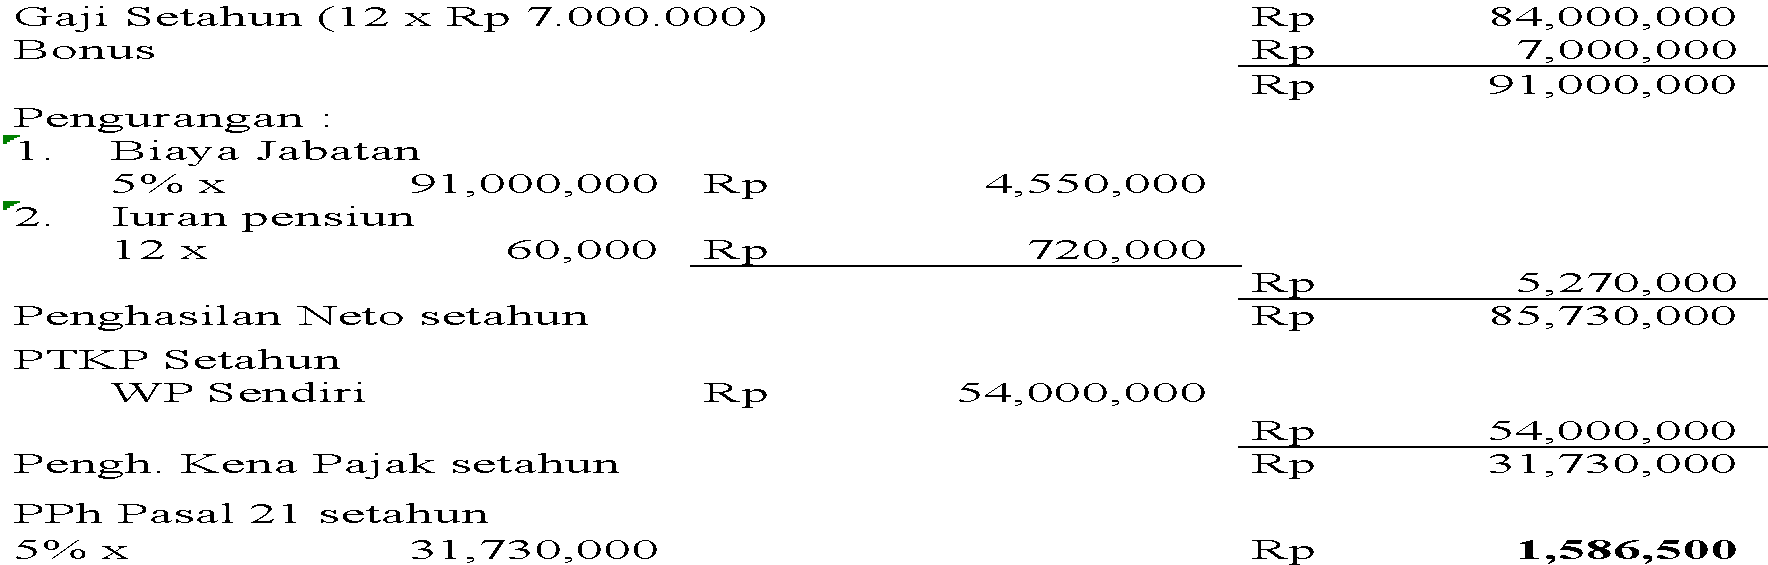 Gaji Setahun (12 x Rp 7.000.000) Rp 84,000,000
Bonus Rp 7,000,000
Rp 91,000,000
Pengurangan :
1. Biaya Jabatan
5% x 91,000,000 Rp 4,550,000
2. Iuran pensiun
12 x 60,000 Rp 720,000
Rp 5,270,000
Penghasilan Neto setahun Rp 85,730,000
PTKP Setahun
WP Sendiri Rp 54,000,000
Rp 54,000,000
Pengh. Kena Pajak setahun Rp 31,730,000
PPh Pasal 21 setahun
5% x 31,730,000 Rp 1,586,500